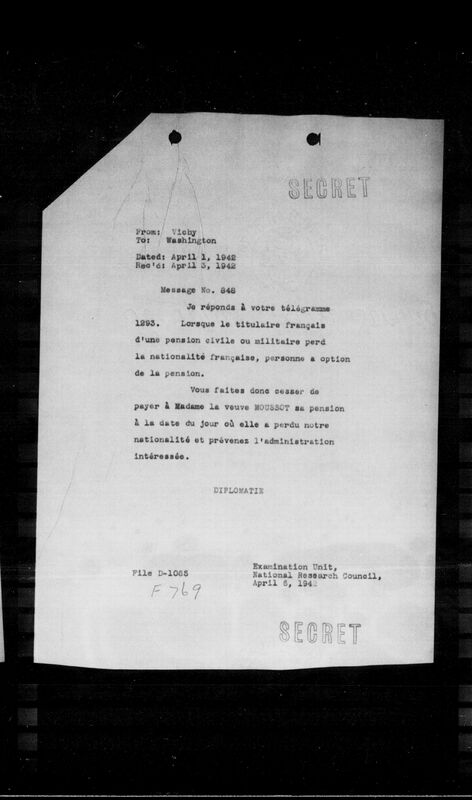 SECRET
From: Vichy
To: Washington
Dated: April 1, 1942
Rec'd: April 3, 1942
Message No. 848
Je réponds à votre télégramme
1293. Lorsque le titulaire français
d'une pension civile ou militaire perd
la nationalité française, personne a option
de la pension.
Vous faites donc cesser de
payer à Madame la veuve MOUSSOT sa pension
à la date du jour où elle a perdu notre
nationalité et prévenez l'administration
intéressée.
DIPLOMATIE
File D-1065
F 769
Examination Unit,
National Research Council,
April 6, 1942
SECRET